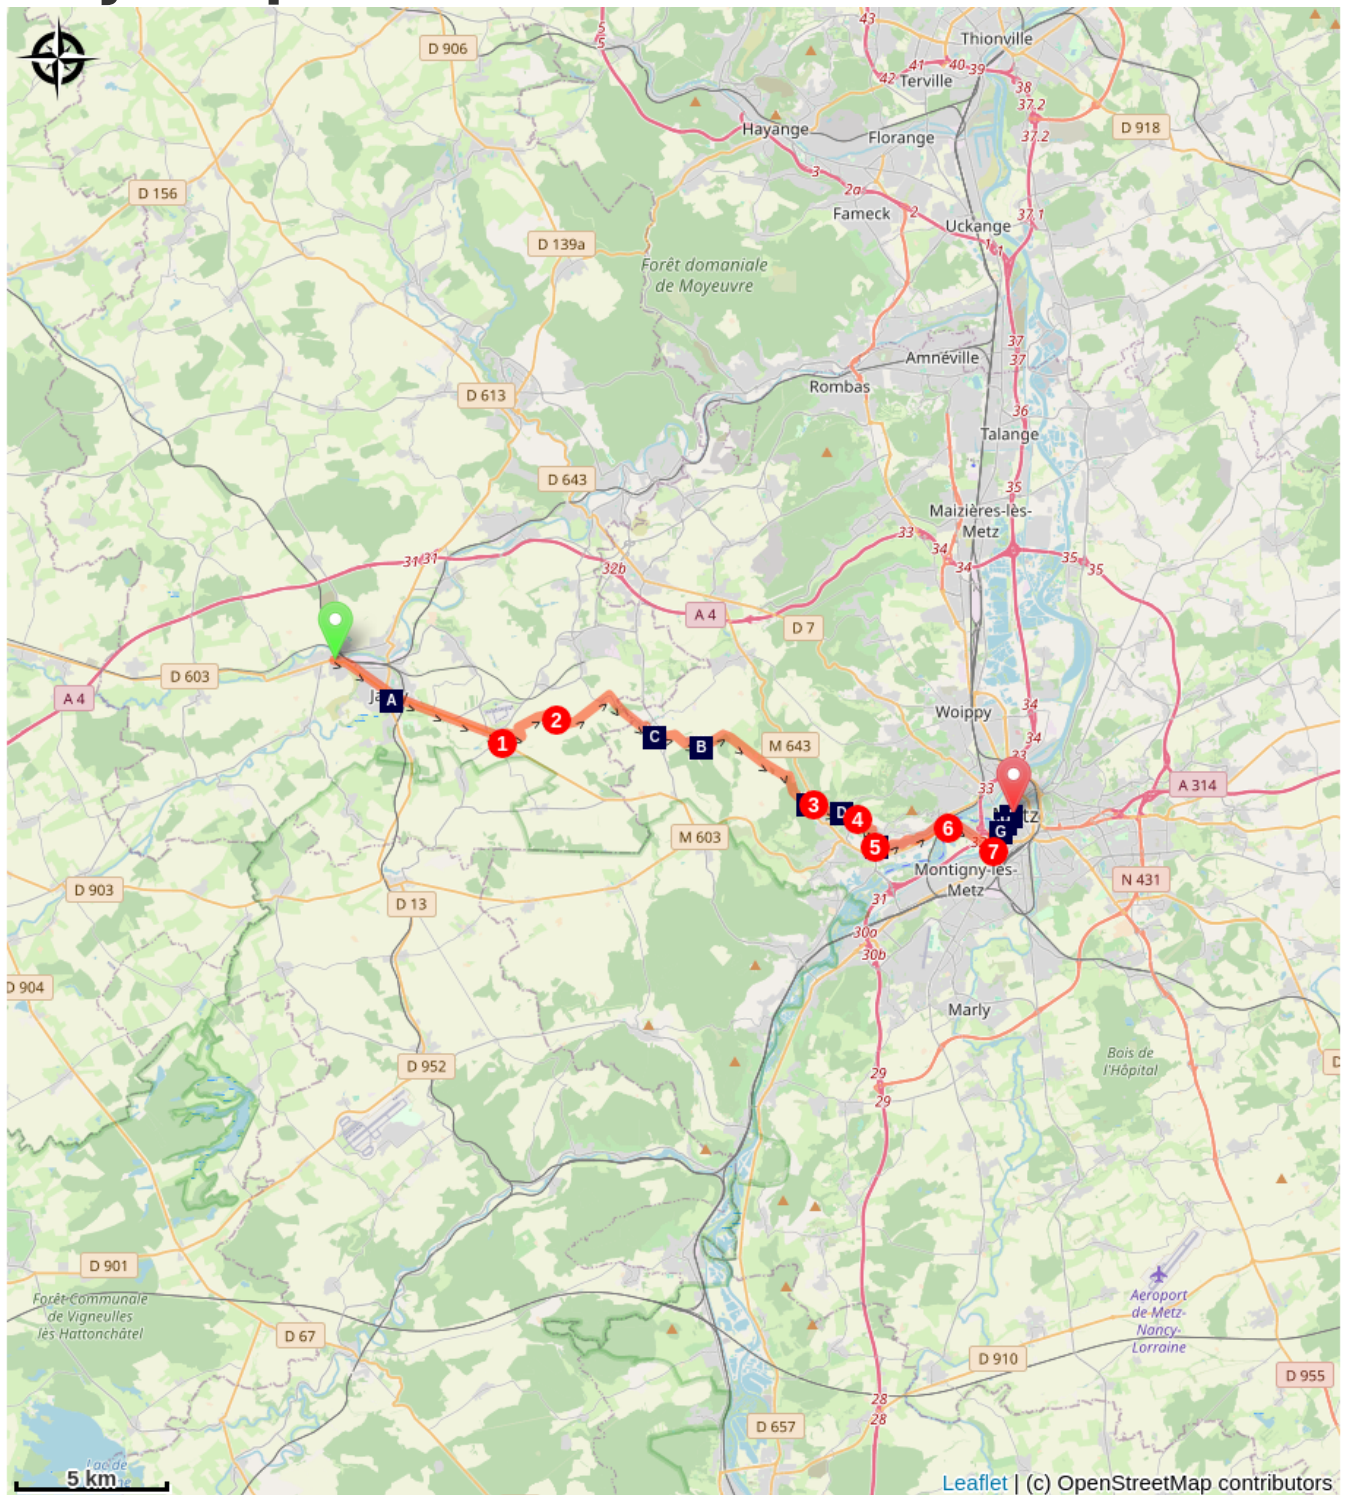 43
5
5
Thionville
D 906
41
40
39
42
Terville
38
37.2
37.2
D 918
Hayange
Florange
3
2a
D 156
Fameck
2
37.1
Uckange
1.1
D 139a
Forêt domaniale
de Moyeuvre
37
37
Amnéville
Rombas
D 613
36
Talange
D 643
35
Maizières-lès-
Metz
33
34
34
35
35
31
31
32b
A 4
D 7
D 603
A 4
A
34
34
Woippy
1
2
C
B
M 643
33
33
A 314
3
D
4
M 603
5
6
G
7
Montigny-lès-
Metz
N 431
D 903
D 13
31
30a
30b
D 904
Marly
Bois de
l'Hôpital
D 952
29
29
D 901
Forêt Communale
de Vigneulles
lès Hattonchâtel
Aeroport
de Metz-
Nancy-
Lorraine
D 67
D 910
D 955
28
28
D 657
5 km
Leaflet | (c) OpenStreetMap contributors